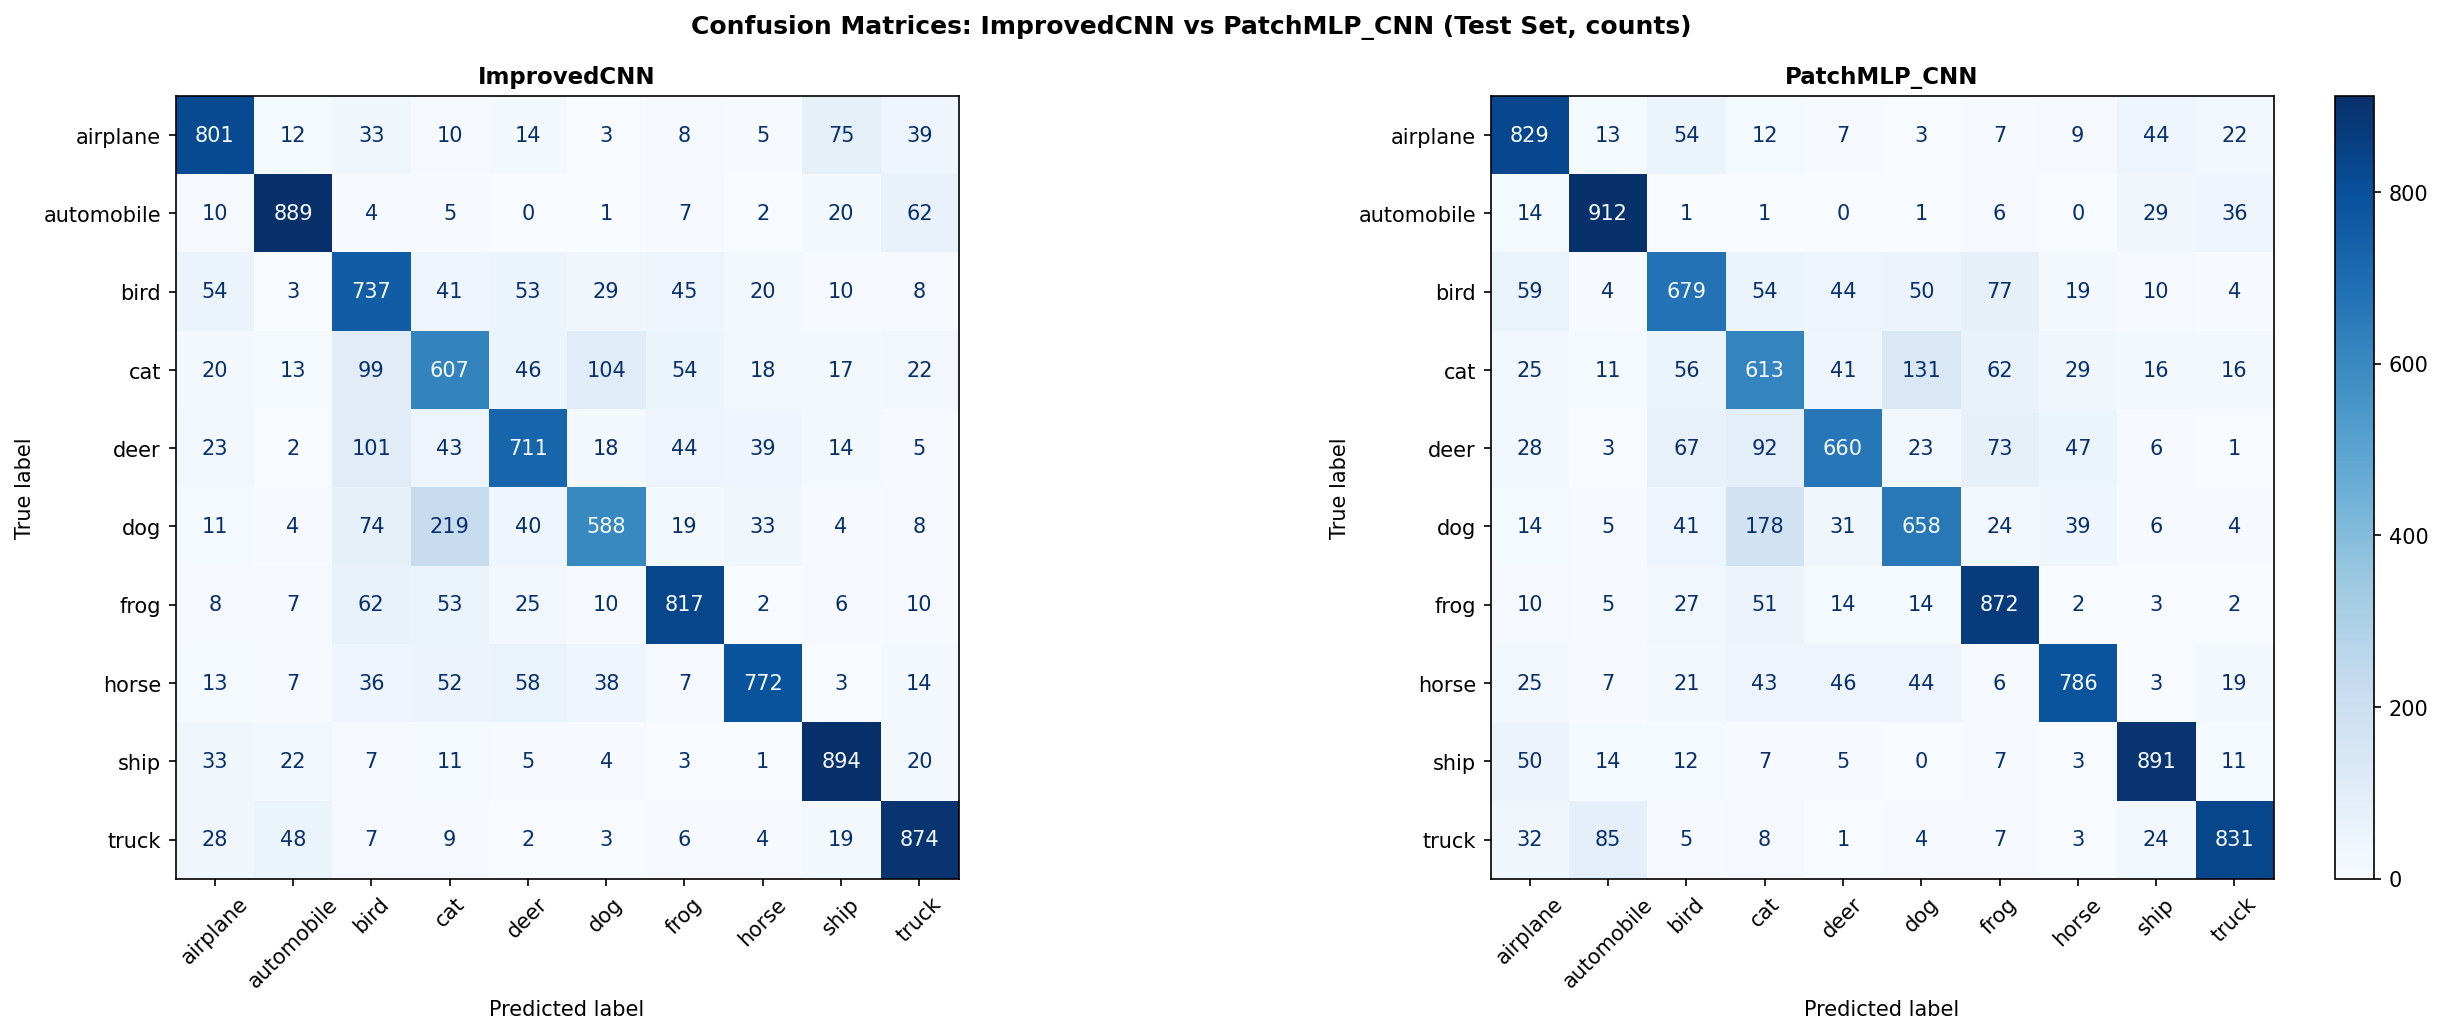 Confusion Matrices: ImprovedCNN vs PatchMLP_CNN (Test Set, counts)
ImprovedCNN
True label
airplane 801 12 33 10 14 3 8 5 75 39
automobile 10 889 4 5 0 1 7 2 20 62
bird 54 3 737 41 53 29 45 20 10 8
cat 20 13 99 607 46 104 54 18 17 22
deer 23 2 101 43 711 18 44 39 14 5
dog 11 4 74 219 40 588 19 33 4 8
frog 8 7 62 53 25 10 817 2 6 10
horse 13 7 36 52 58 38 7 772 3 14
ship 33 22 7 11 5 4 3 1 894 20
truck 28 48 7 9 2 3 6 4 19 874
airplane automobile bird cat deer dog frog horse ship truck
Predicted label
PatchMLP_CNN
True label
airplane 829 13 54 12 7 3 7 9 44 22
automobile 14 912 1 1 0 1 6 0 29 36
bird 59 4 679 54 44 50 77 19 10 4
cat 25 11 56 613 41 131 62 29 16 16
deer 28 3 67 92 660 23 73 47 6 1
dog 14 5 41 178 31 658 24 39 6 4
frog 10 5 27 51 14 14 872 2 3 2
horse 25 7 21 43 46 44 6 786 3 19
ship 50 14 12 7 5 0 7 3 891 11
truck 32 85 5 8 1 4 7 3 24 831
airplane automobile bird cat deer dog frog horse ship truck
Predicted label
800
600
400
200
0